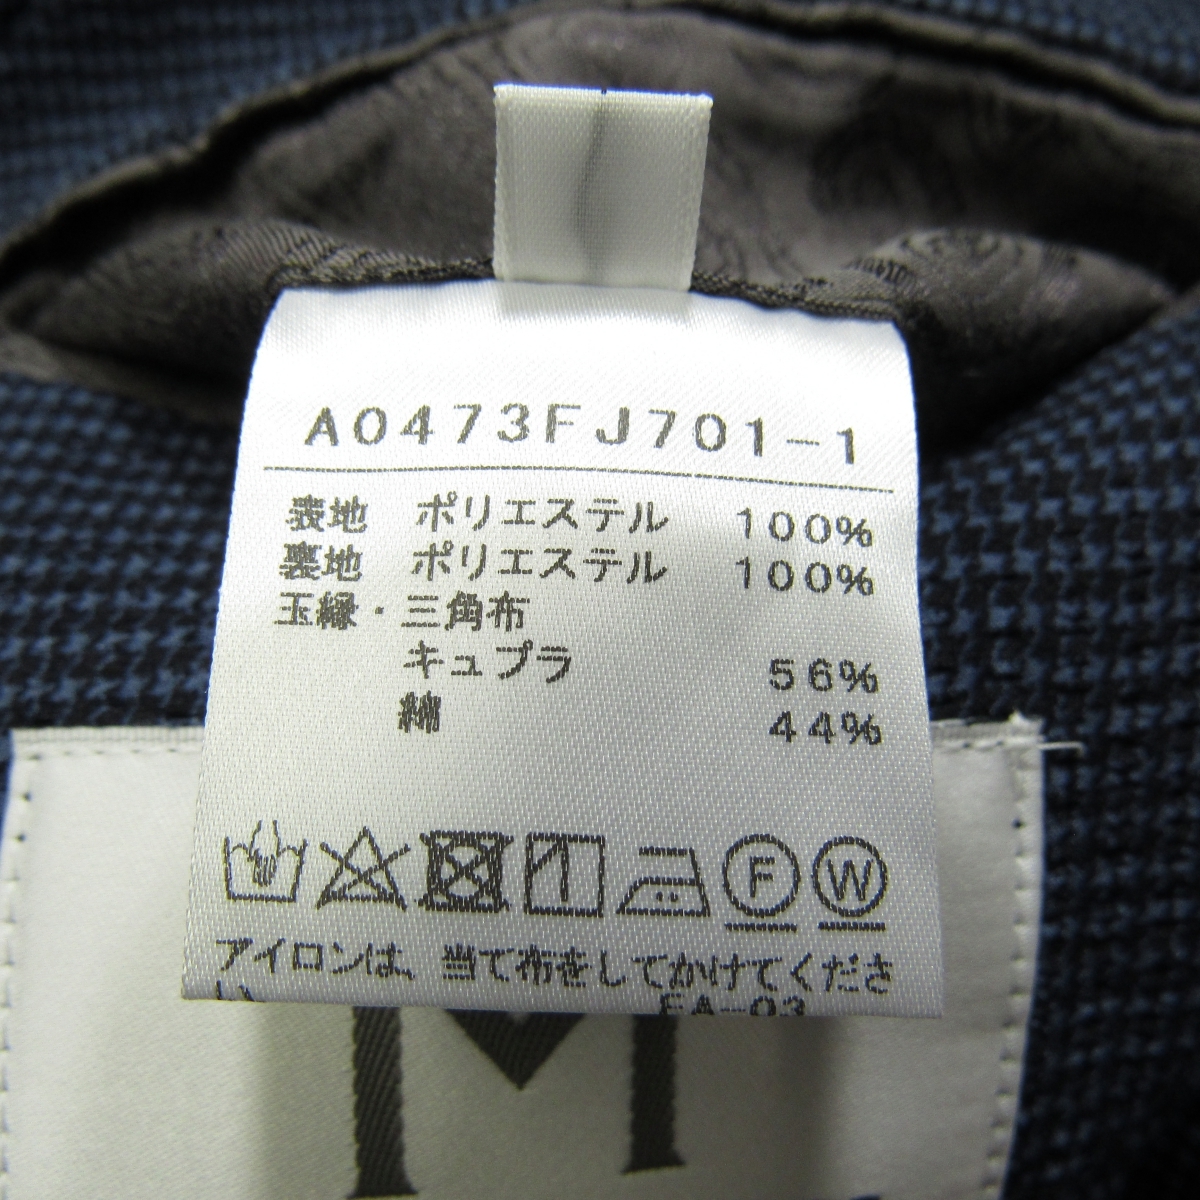 A0473FJ701-1
表地 ポリエステル 100%
裏地 ポリエステル 100%
玉縁・三角布
キュプラ 56%
綿 44%
F W
アイロンは、当て布をしてかけてくださ
い
EA-03
M